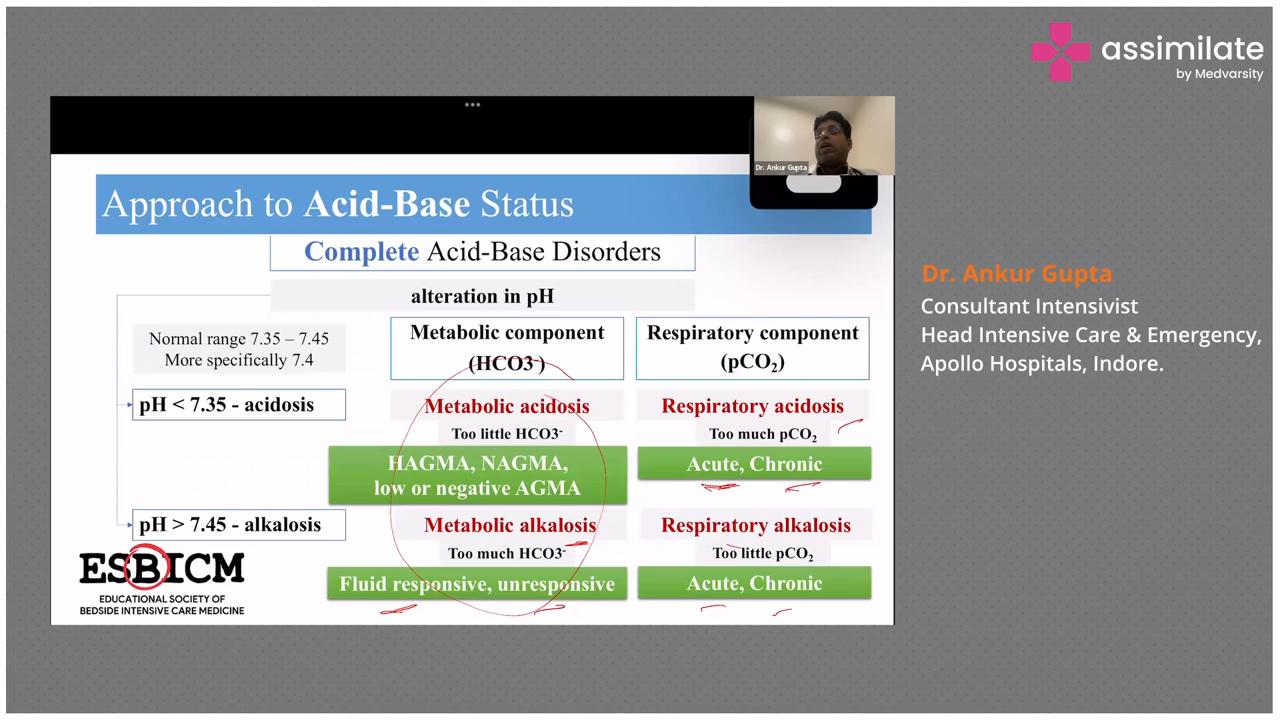 assimilate
by Medvarsity
Dr. Ankur Gupta
Approach to Acid-Base Status
Complete Acid-Base Disorders
alteration in pH
Normal range 7.35 – 7.45
More specifically 7.4
Metabolic component
(HCO3-)
Respiratory component
(pCO2)
pH < 7.35 - acidosis
Metabolic acidosis
Too little HCO3-
HAGMA, NAGMA,
low or negative AGMA
Respiratory acidosis
Too much pCO2
Acute, Chronic
pH > 7.45 - alkalosis
Metabolic alkalosis
Too much HCO3-
Fluid responsive, unresponsive
Respiratory alkalosis
Too little pCO2
Acute, Chronic
ESBICM
EDUCATIONAL SOCIETY OF
BEDSIDE INTENSIVE CARE MEDICINE
Dr. Ankur Gupta
Consultant Intensivist
Head Intensive Care & Emergency,
Apollo Hospitals, Indore.